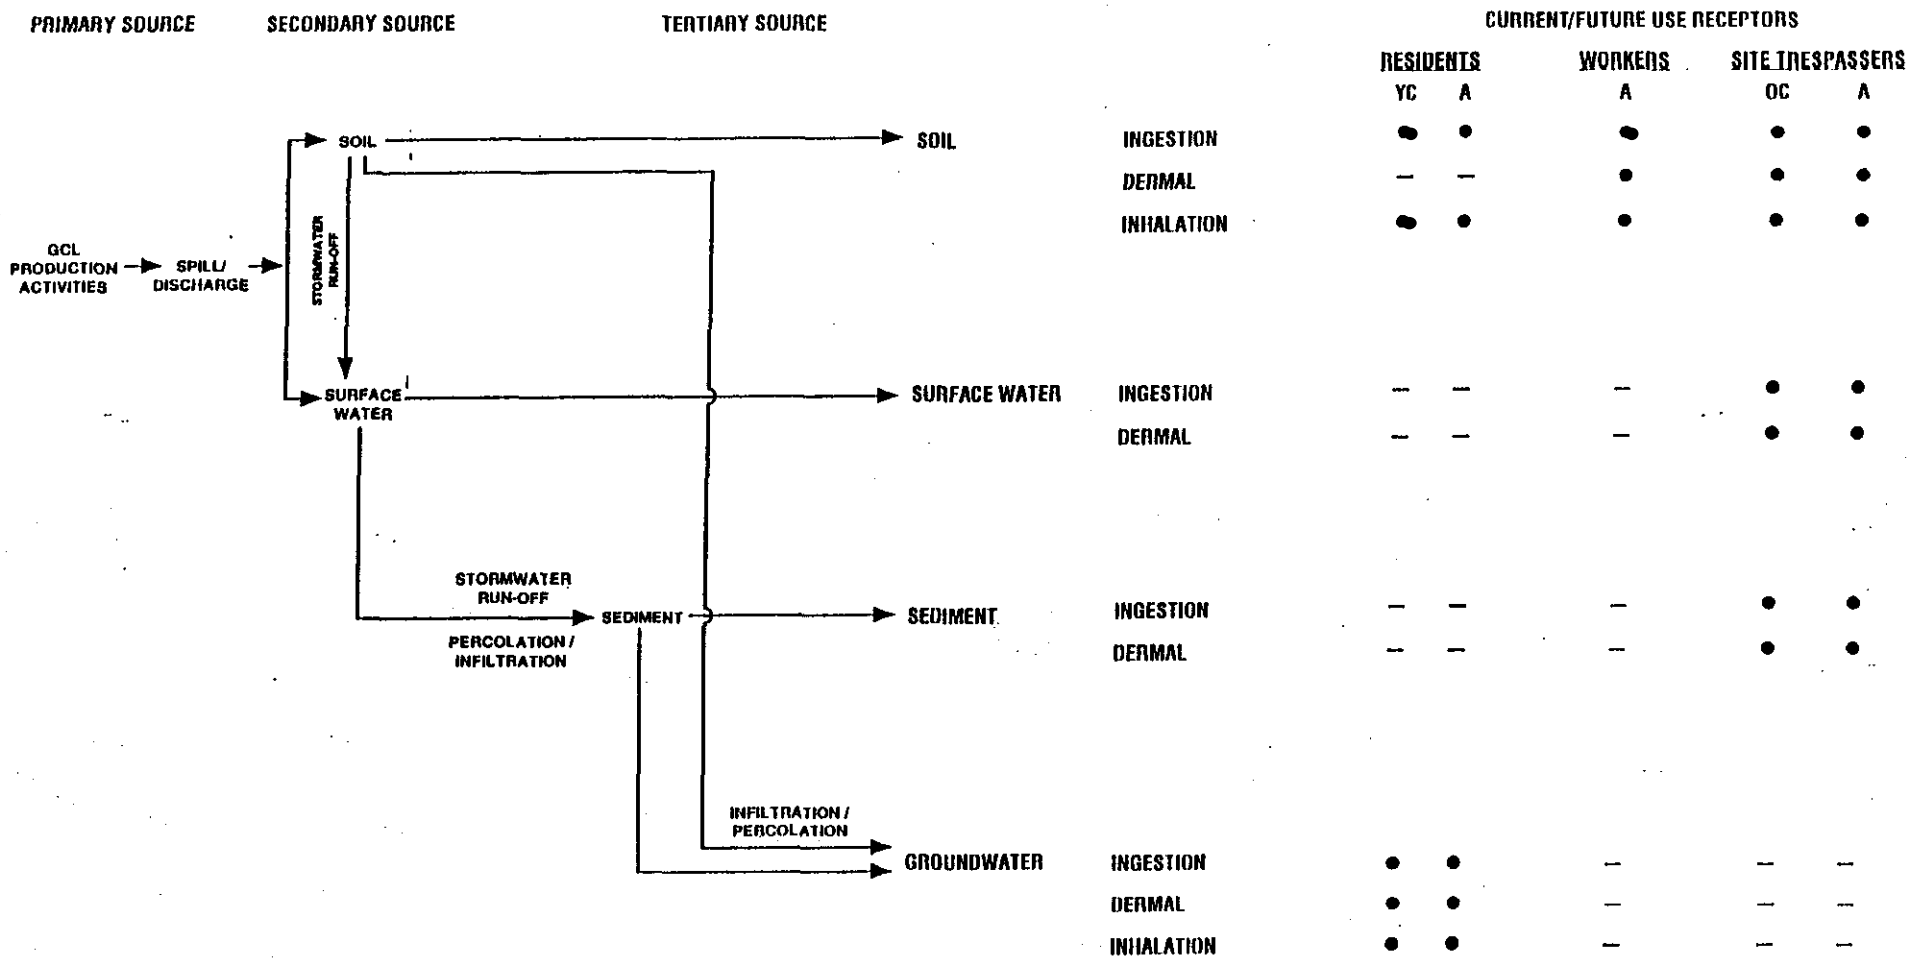 PRIMARY SOURCE SECONDARY SOURCE TERTIARY SOURCE CURRENT/FUTURE USE RECEPTORS
RESIDENTS WORKERS SITE TRESPASSERS
YC A A OC A
SOIL SOIL INGESTION ●● ● ●● ● ●
DERMAL – – ● ● ●
INHALATION ●● ● ● ● ●
STORMWATER
RUN-OFF
GCL
PRODUCTION
ACTIVITIES
SPILL/
DISCHARGE
SURFACE
WATER
SURFACE WATER INGESTION – – – ● ●
DERMAL – – – ● ●
STORMWATER
RUN-OFF
PERCOLATION /
INFILTRATION
SEDIMENT SEDIMENT INGESTION – – – ● ●
DERMAL – – – ● ●
INFILTRATION /
PERCOLATION
GROUNDWATER INGESTION ● ● – – –
DERMAL ● ● – – –
INHALATION ● ● – – –